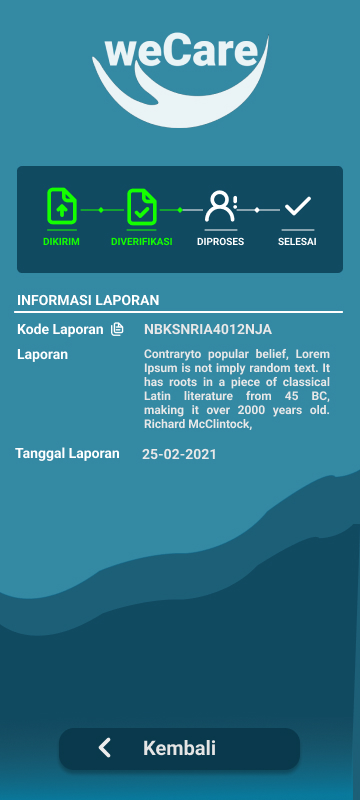 weCare
DIKIRIM DIVERIFIKASI DIPROSES SELESAI
INFORMASI LAPORAN
Kode Laporan NBKSNRIA4012NJA
Laporan Contraryto popular belief, Lorem
Ipsum is not imply random text. It
has roots in a piece of classical
Latin literature from 45 BC,
making it over 2000 years old.
Richard McClintock,
Tanggal Laporan 25-02-2021
Kembali